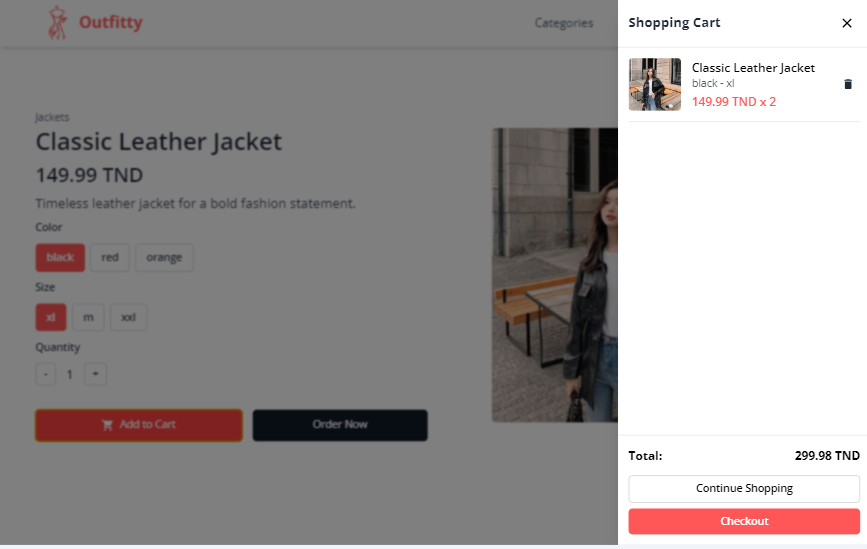 Outfitty
Categories
Jackets
Classic Leather Jacket
149.99 TND
Timeless leather jacket for a bold fashion statement.
Color
black red orange
Size
xl m xxl
Quantity
- 1 +
Add to Cart Order Now
Shopping Cart
Classic Leather Jacket
black - xl
149.99 TND x 2
Total: 299.98 TND
Continue Shopping
Checkout